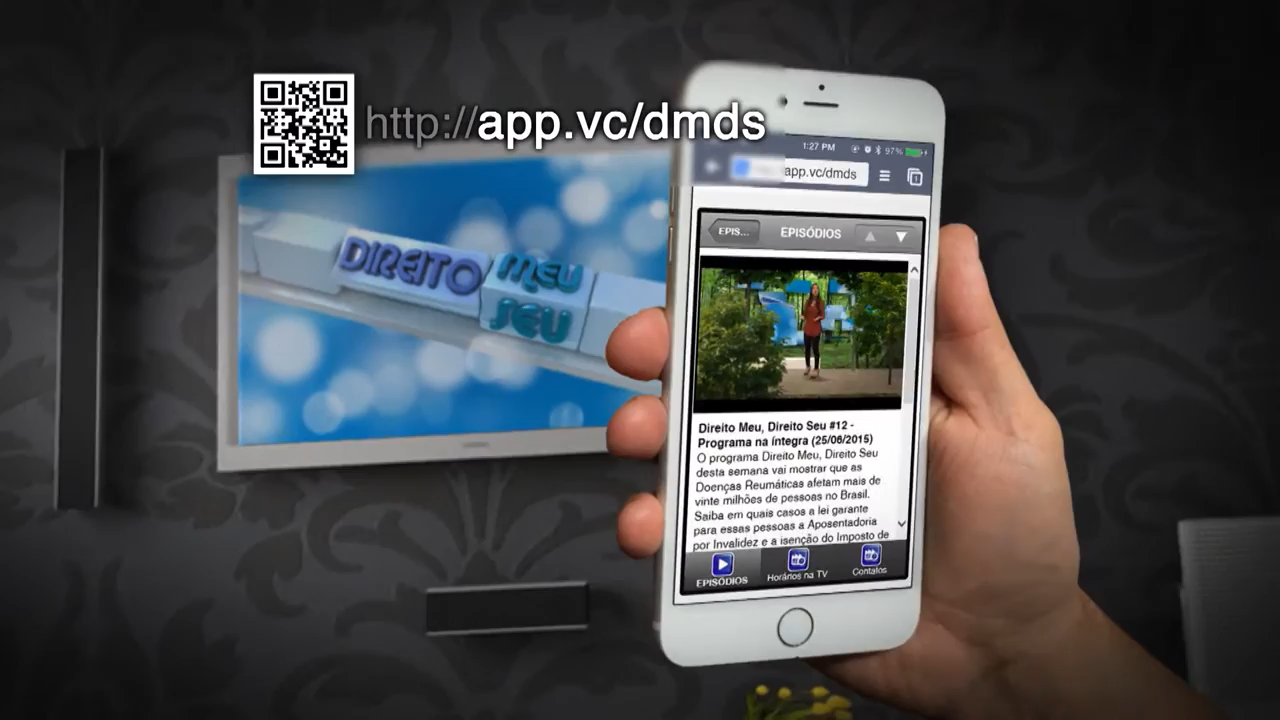 http://app.vc/dmds
DIREITO MEU
SEU
1:27 PM 97%
app.vc/dmds
EPIS... EPISÓDIOS
Direito Meu, Direito Seu #12 -
Programa na íntegra (25/06/2015)
O programa Direito Meu, Direito Seu
desta semana vai mostrar que as
Doenças Reumáticas afetam mais de
vinte milhões de pessoas no Brasil.
Saiba em quais casos a lei garante
para essas pessoas a Aposentadoria
por Invalidez e a isenção do Imposto de
EPISÓDIOS Horários na TV Contatos